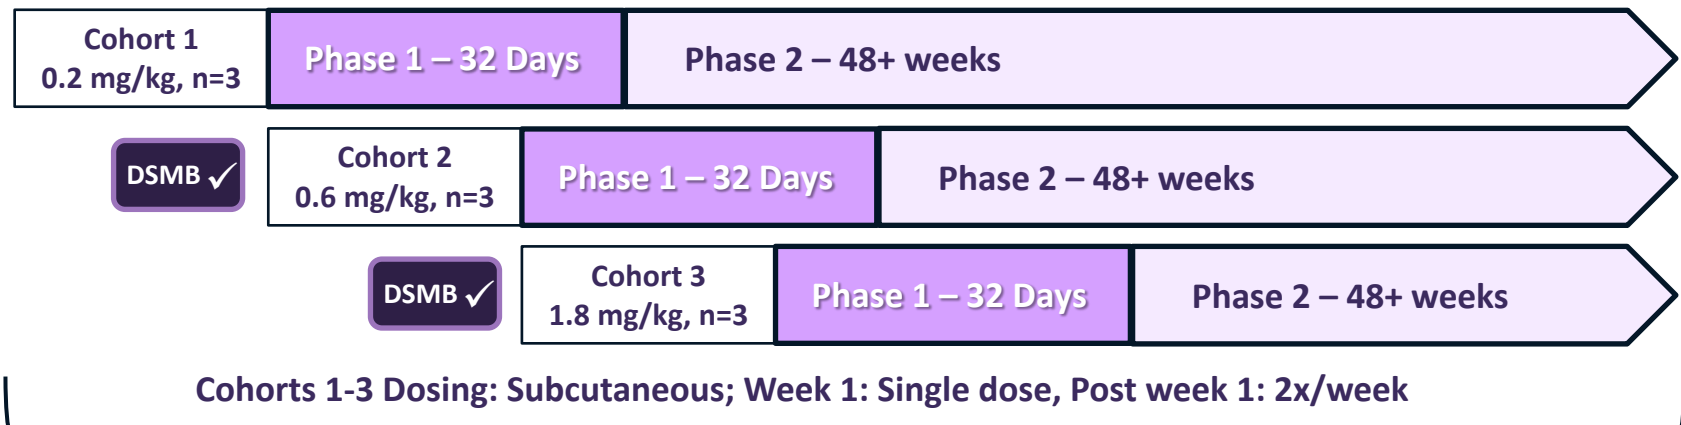 Cohort 1
0.2 mg/kg, n=3
Phase 1 – 32 Days
Phase 2 – 48+ weeks
DSMB ✓
Cohort 2
0.6 mg/kg, n=3
Phase 1 – 32 Days
Phase 2 – 48+ weeks
DSMB ✓
Cohort 3
1.8 mg/kg, n=3
Phase 1 – 32 Days
Phase 2 – 48+ weeks
Cohorts 1-3 Dosing: Subcutaneous; Week 1: Single dose, Post week 1: 2x/week